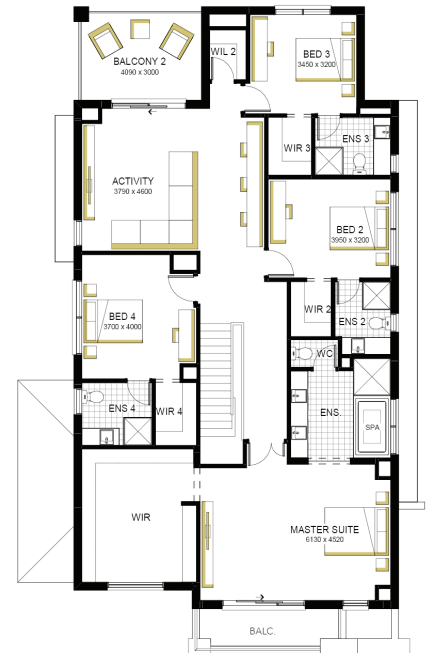 WIL 2
BED 3
3450 x 3200
BALCONY 2
4090 x 3000
ENS 3
WIR 3
ACTIVITY
3790 x 4600
BED 2
3950 x 3200
WIR 2
ENS 2
BED 4
3700 x 4000
WC
ENS 4
WIR 4
ENS.
SPA
WIR
MASTER SUITE
6130 x 4520
BALC.